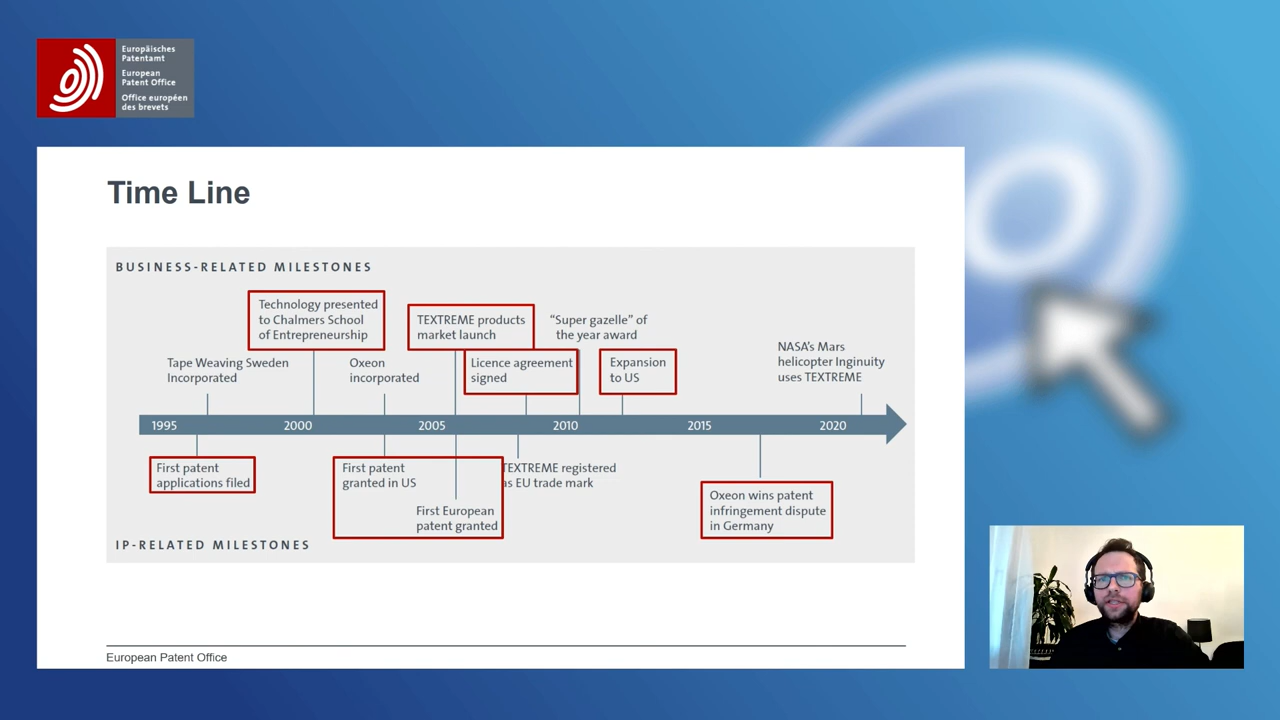 Europäisches
Patentamt
European
Patent Office
Office européen
des brevets
Time Line
BUSINESS-RELATED MILESTONES
Technology presented
to Chalmers School
of Entrepreneurship
TEXTREME products
market launch
“Super gazelle” of
the year award
Tape Weaving Sweden
Incorporated
Oxeon
incorporated
Licence agreement
signed
Expansion
to US
NASA's Mars
helicopter Inginuity
uses TEXTREME
1995 2000 2005 2010 2015 2020
First patent
applications filed
First patent
granted in US
First European
patent granted
TEXTREME registered
as EU trade mark
Oxeon wins patent
infringement dispute
in Germany
IP-RELATED MILESTONES
European Patent Office